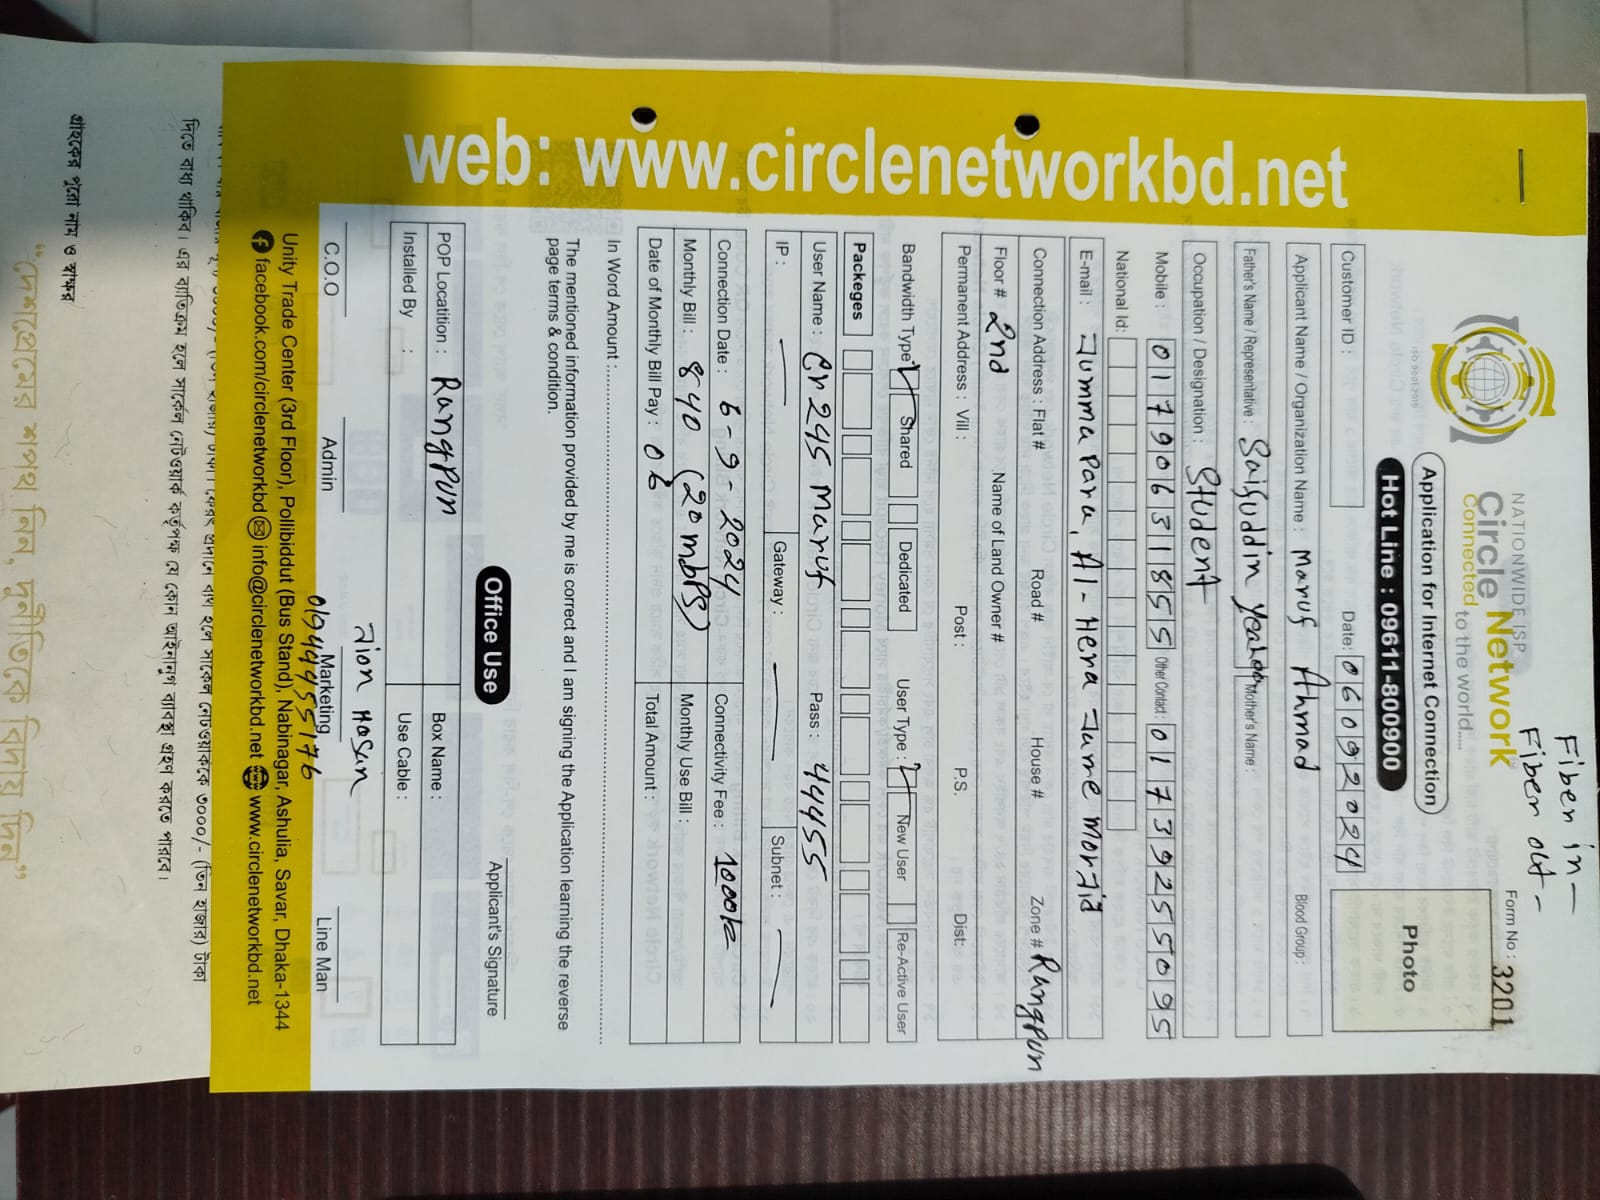 Fiber in -
Fiber out -
NATIONWIDE ISP
Circle Network
Connected to the world.....
ISO 9001:2015
Application for Internet Connection
Hot Line : 09611-800900
Form No : 3201
Photo
Customer ID :
Date: 06092024
Applicant Name / Organization Name : Maruf Ahmad
Blood Group :
Father's Name / Representative : Saifuddin
Mother's Name :
Occupation / Designation : Student
Mobile : 01790631855 Other Contact : 01739255095
National Id:
E-mail : Jumma Para, Al-Hera Jame Morjid
Connection Address : Flat # Road # House # Zone # Rangpur
Floor # 2nd Name of Land Owner #
Permanent Address : Vill : Post : P.S. Dist:
Bandwidth Type: Shared Dedicated User Type : New User Re-Active User
Packeges
User Name : Cr245maruf Pass : 44455
IP : — Gateway : — Subnet : —
Connection Date : 6-9-2024 Connectivity Fee : 1000tk
Monthly Bill : 840 (20 mbps) Monthly Use Bill :
Date of Monthly Bill Pay : 06 Total Amount :
In Word Amount :
The mentioned information provided by me is correct and I am signing the Application learning the reverse
page terms & condition.
Applicant's Signature
Office Use
POP Locatition : Rangpur Box Name :
Installed By : Use Cable :
Jion Hosan
C.O.O Admin Marketing Line Man
01944455176
Unity Trade Center (3rd Floor), Pollibiddut (Bus Stand), Nabinagar, Ashulia, Savar, Dhaka-1344
facebook.com/circlenetworkbd info@circlenetworkbd.net www.circlenetworkbd.net
web: www.circlenetworkbd.net
দিতে বাধ্য থাকিব। এর ব্যতিক্রম হলে সার্কেল নেটওয়ার্ক কর্তৃপক্ষ যে কোন আইনানুগ ব্যবস্থা গ্রহণ করতে পারবে।
গ্রাহকের পুরো নাম ও স্বাক্ষর
“দেশপ্রেমের শপথ নিন, দুর্নীতিকে বিদায় দিন”